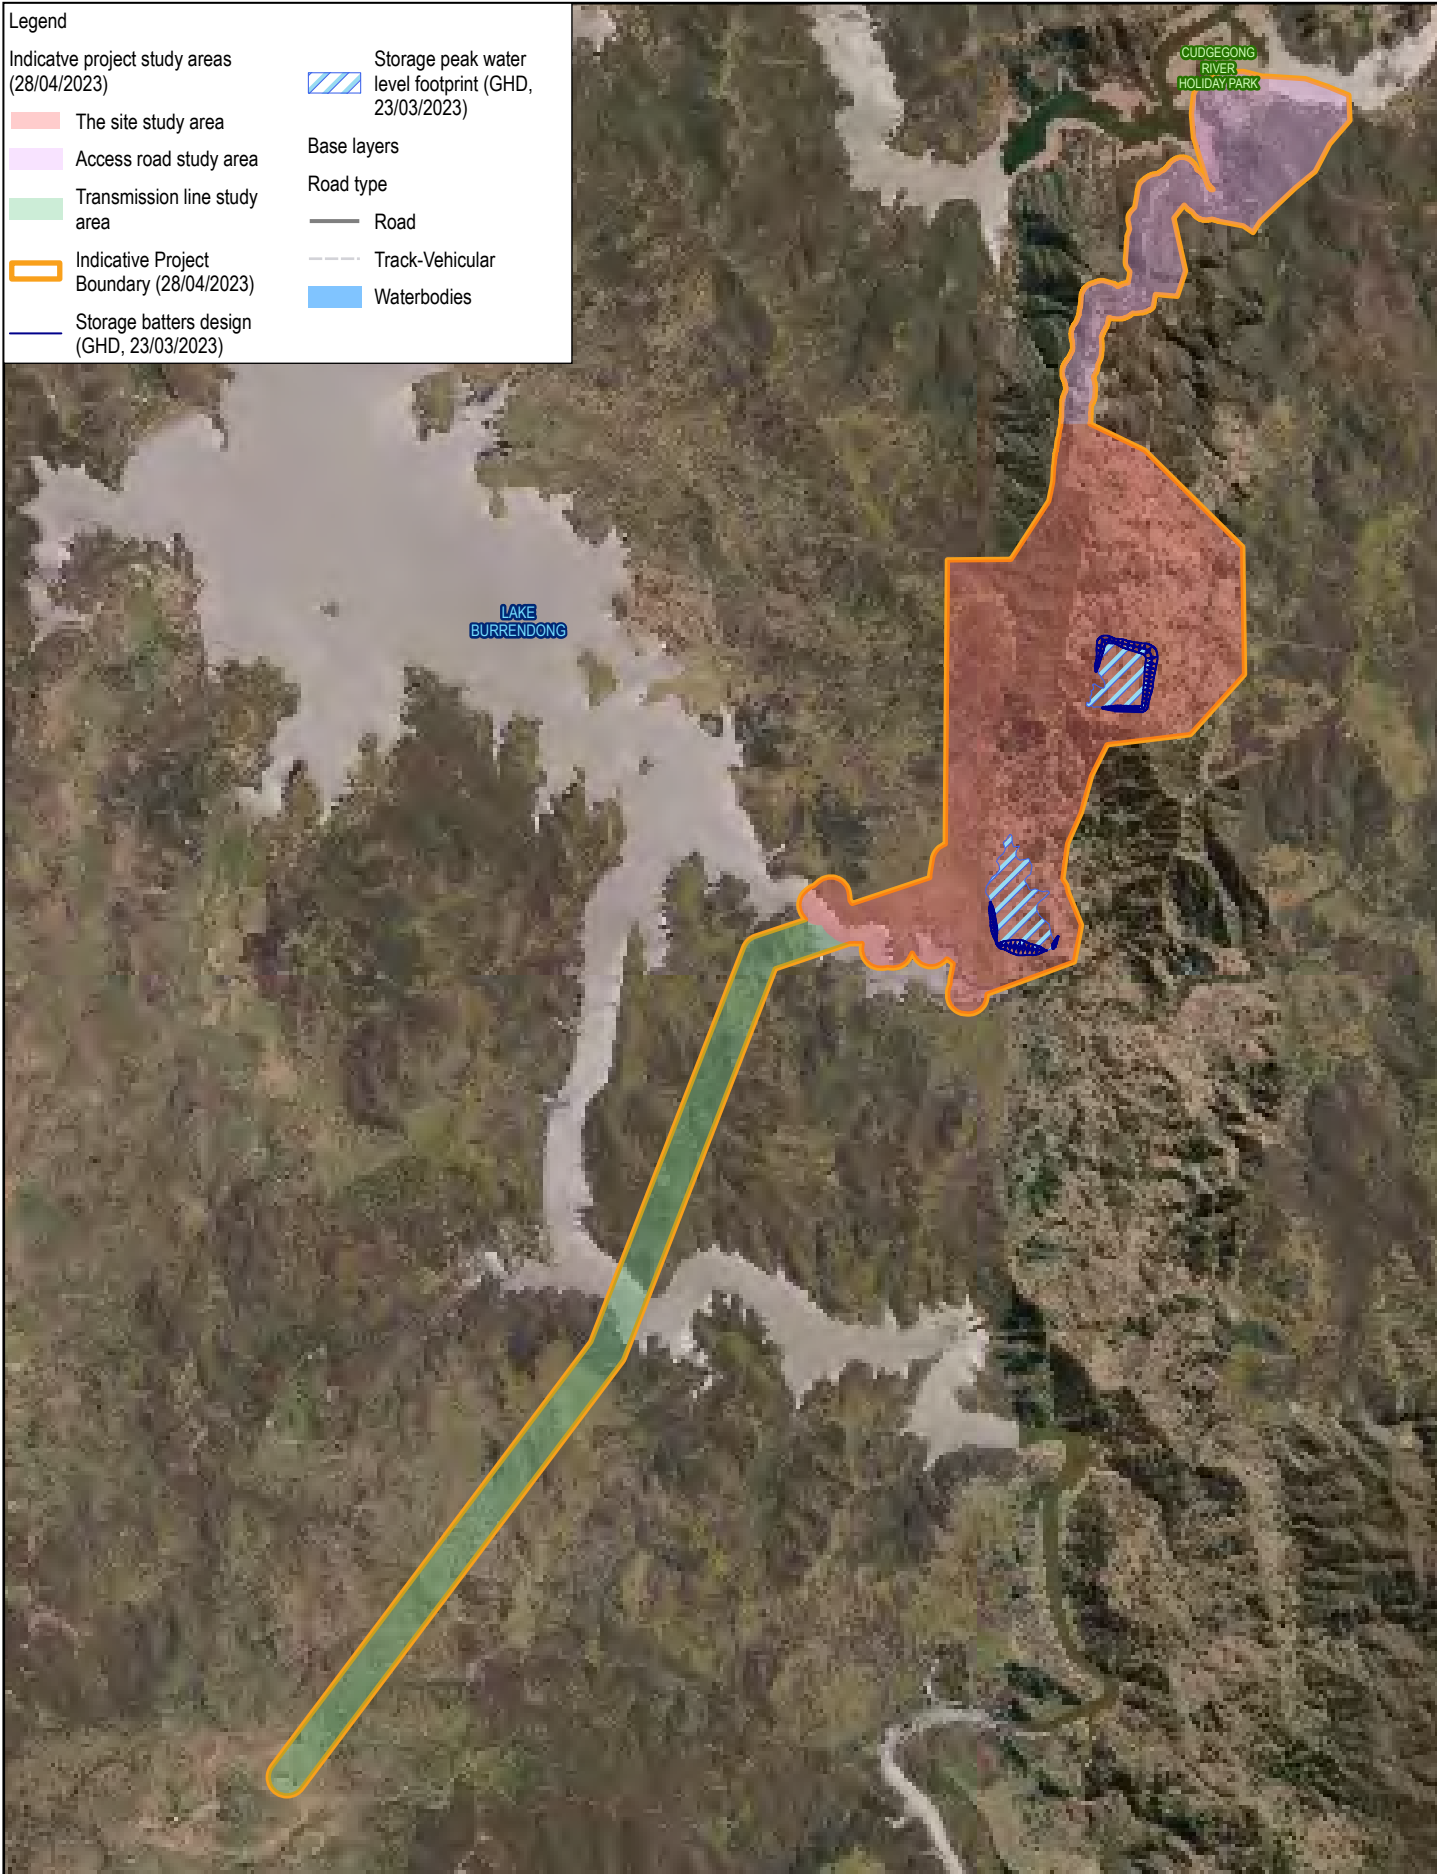 Legend
Indicatve project study areas
(28/04/2023)
The site study area
Access road study area
Transmission line study
area
Indicative Project
Boundary (28/04/2023)
Storage batters design
(GHD, 23/03/2023)
Storage peak water
level footprint (GHD,
23/03/2023)
Base layers
Road type
Road
Track-Vehicular
Waterbodies
CUDGEGONG
RIVER
HOLIDAY PARK
LAKE
BURRENDONG